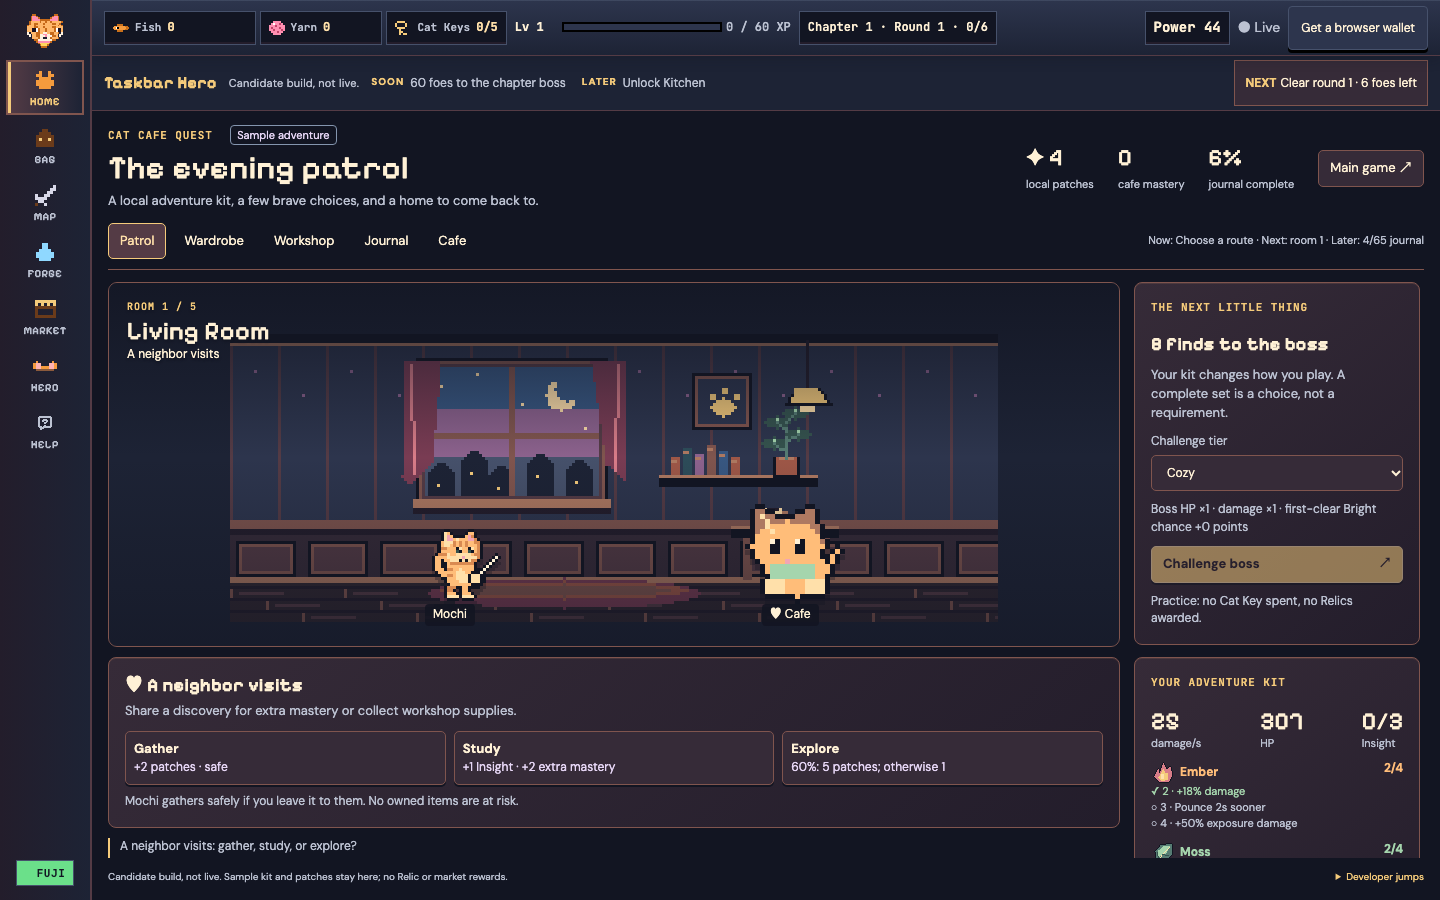 Fish 0
Yarn 0
Cat Keys 0/5
Lv 1
0 / 60 XP
Chapter 1 · Round 1 · 0/6
Power 44
Live
Get a browser wallet
HOME
BAG
MAP
FORGE
MARKET
HERO
HELP
FUJI
Taskbar Hero
Candidate build, not live.
SOON 60 foes to the chapter boss
LATER Unlock Kitchen
NEXT Clear round 1 · 6 foes left
CAT CAFE QUEST
Sample adventure
The evening patrol
A local adventure kit, a few brave choices, and a home to come back to.
4
local patches
0
cafe mastery
6%
journal complete
Main game ↗
Patrol
Wardrobe
Workshop
Journal
Cafe
Now: Choose a route · Next: room 1 · Later: 4/65 journal
ROOM 1 / 5
Living Room
A neighbor visits
Mochi
♥ Cafe
♥ A neighbor visits
Share a discovery for extra mastery or collect workshop supplies.
Gather
+2 patches · safe
Study
+1 Insight · +2 extra mastery
Explore
60%: 5 patches; otherwise 1
Mochi gathers safely if you leave it to them. No owned items are at risk.
A neighbor visits: gather, study, or explore?
THE NEXT LITTLE THING
8 finds to the boss
Your kit changes how you play. A
complete set is a choice, not a
requirement.
Challenge tier
Cozy
Boss HP ×1 · damage ×1 · first-clear Bright
chance +0 points
Challenge boss ↗
Practice: no Cat Key spent, no Relics
awarded.
YOUR ADVENTURE KIT
28
damage/s
307
HP
0/3
Insight
Ember 2/4
✓ 2 · +18% damage
○ 3 · Pounce 2s sooner
○ 4 · +50% exposure damage
Moss 2/4
Candidate build, not live. Sample kit and patches stay here; no Relic or market rewards.
▸ Developer jumps